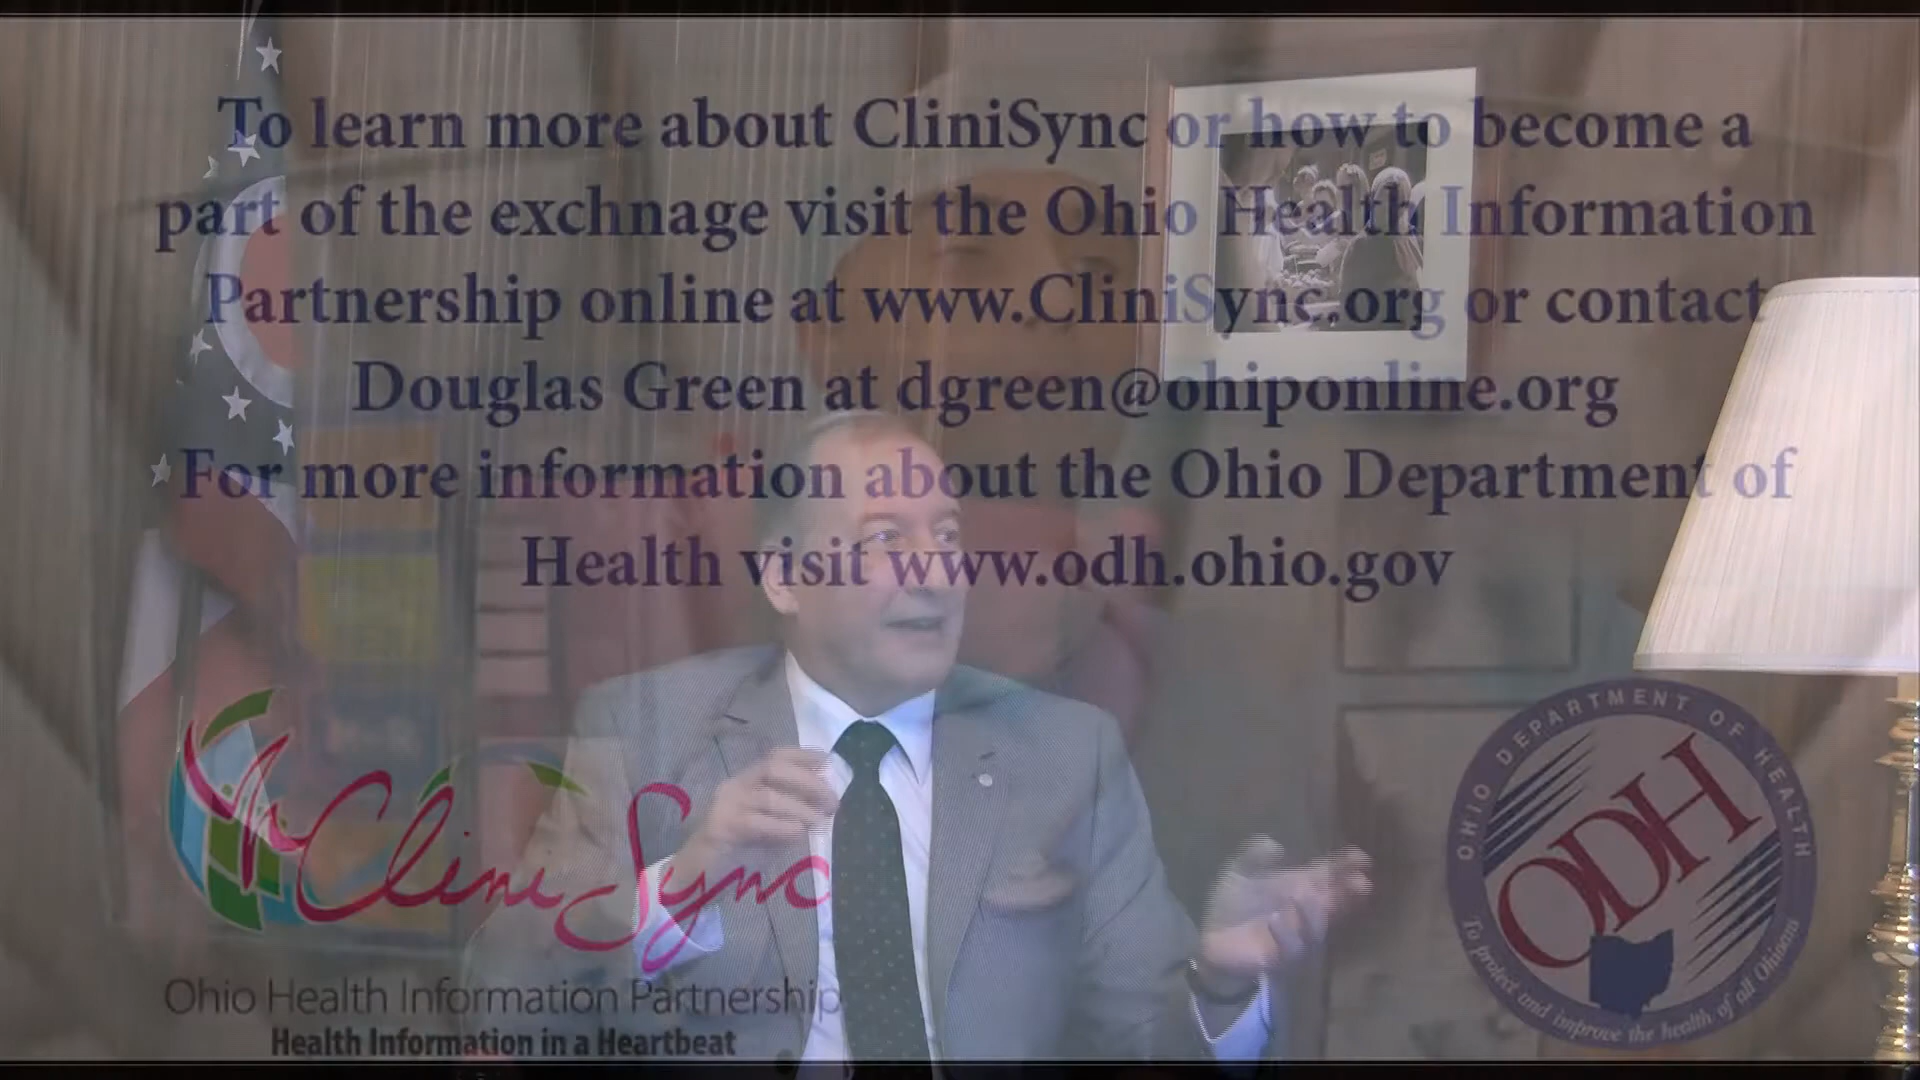 To learn more about CliniSync or how to become a
part of the exchnage visit the Ohio Health Information
Partnership online at www.CliniSync.org or contact
Douglas Green at dgreen@ohiponline.org
For more information about the Ohio Department of
Health visit www.odh.ohio.gov
CliniSync
Ohio Health Information Partnership
Health Information in a Heartbeat
OHIO DEPARTMENT OF HEALTH
ODH
To protect and improve the health of all Ohioans